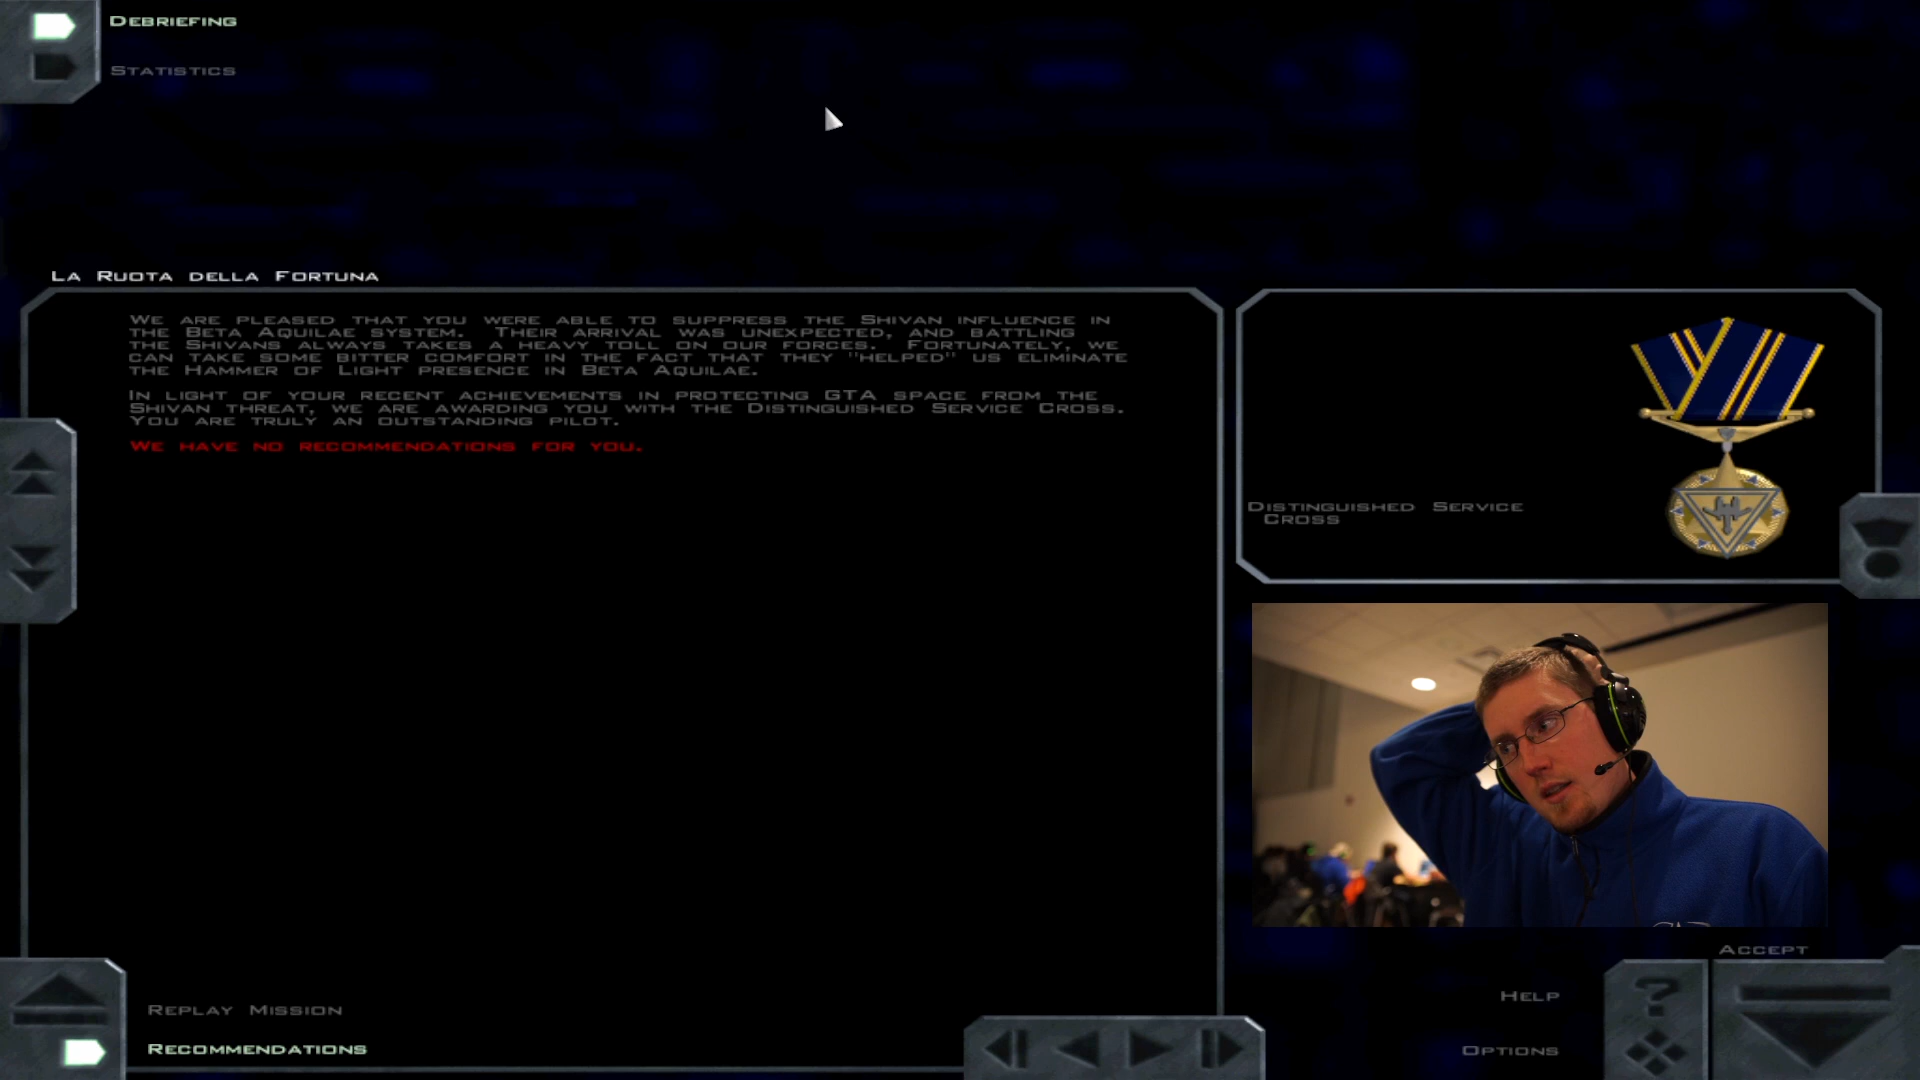 Debriefing
Statistics
La Ruota della Fortuna
We are pleased that you were able to suppress the Shivan influence in
the Beta Aquilae system. Their arrival was unexpected, and battling
the Shivans always takes a heavy toll on our forces. Fortunately, we
can take some bitter comfort in the fact that they "helped" us eliminate
the Hammer of Light presence in Beta Aquilae.
In light of your recent achievements in protecting GTA space from the
Shivan threat, we are awarding you with the Distinguished Service Cross.
You are truly an outstanding pilot.
We have no recommendations for you.
Distinguished Service
Cross
Accept
Replay Mission
Help
Recommendations
Options